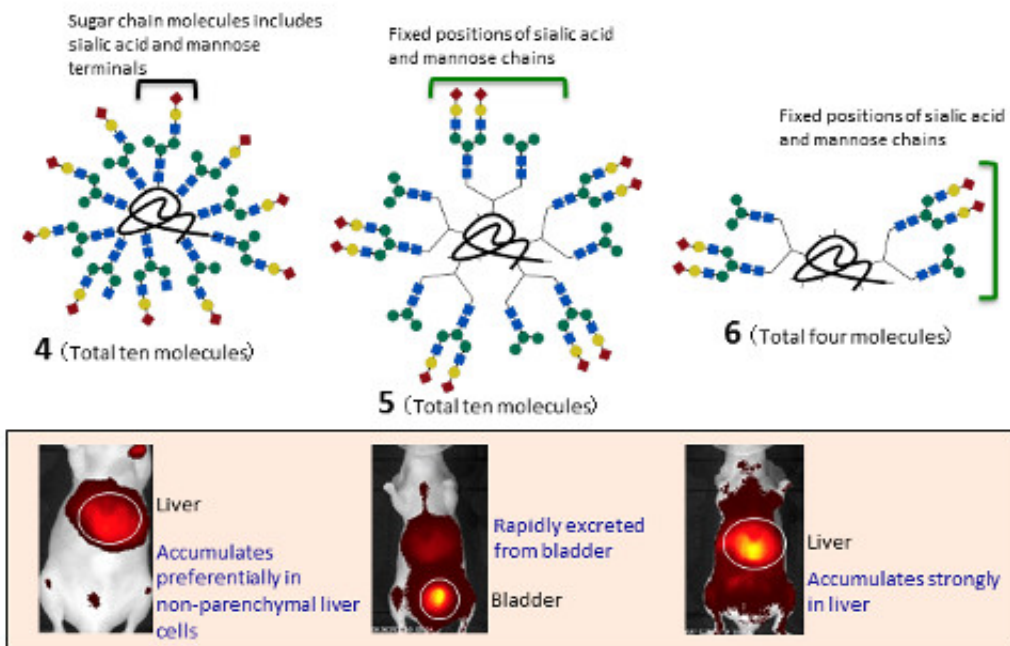 Sugar chain molecules includes
sialic acid and mannose
terminals
4 (Total ten molecules)
Fixed positions of sialic acid
and mannose chains
5 (Total ten molecules)
Fixed positions of sialic acid
and mannose chains
6 (Total four molecules)
Liver
Accumulates
preferentially in
non-parenchymal liver
cells
Rapidly excreted
from bladder
Bladder
Liver
Accumulates strongly
in liver